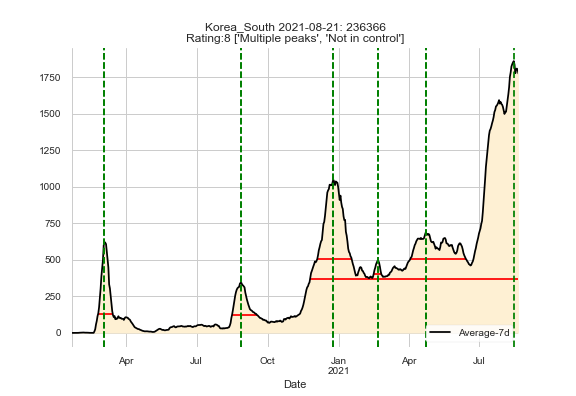 Korea_South 2021-08-21: 236366
Rating:8 ['Multiple peaks', 'Not in control']
1750
1500
1250
1000
750
500
250
0
Average-7d
Apr Jul Oct Jan Apr Jul
2021
Date